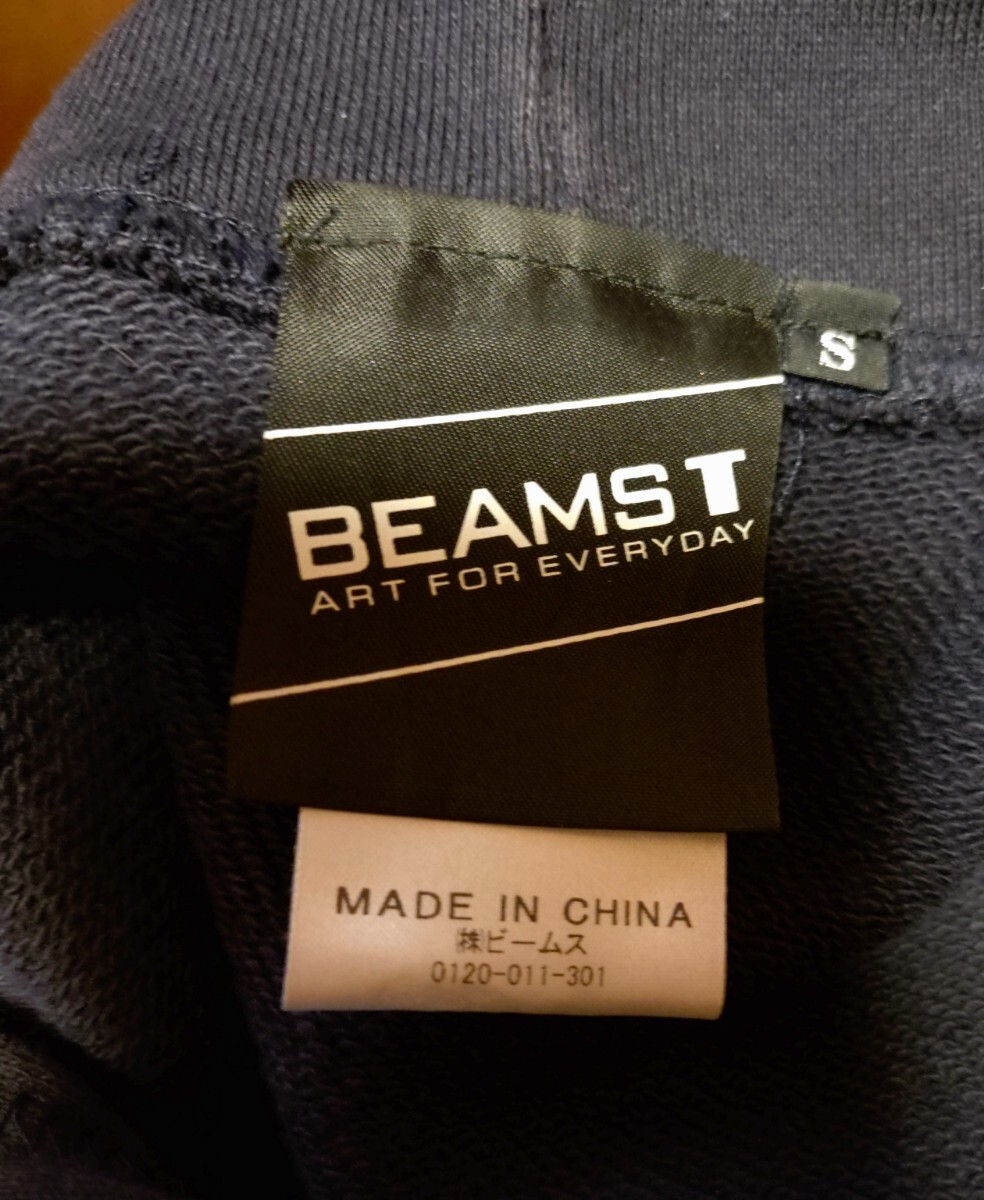 S
BEAMS T
ART FOR EVERYDAY
MADE IN CHINA
㈱ビームス
0120-011-301